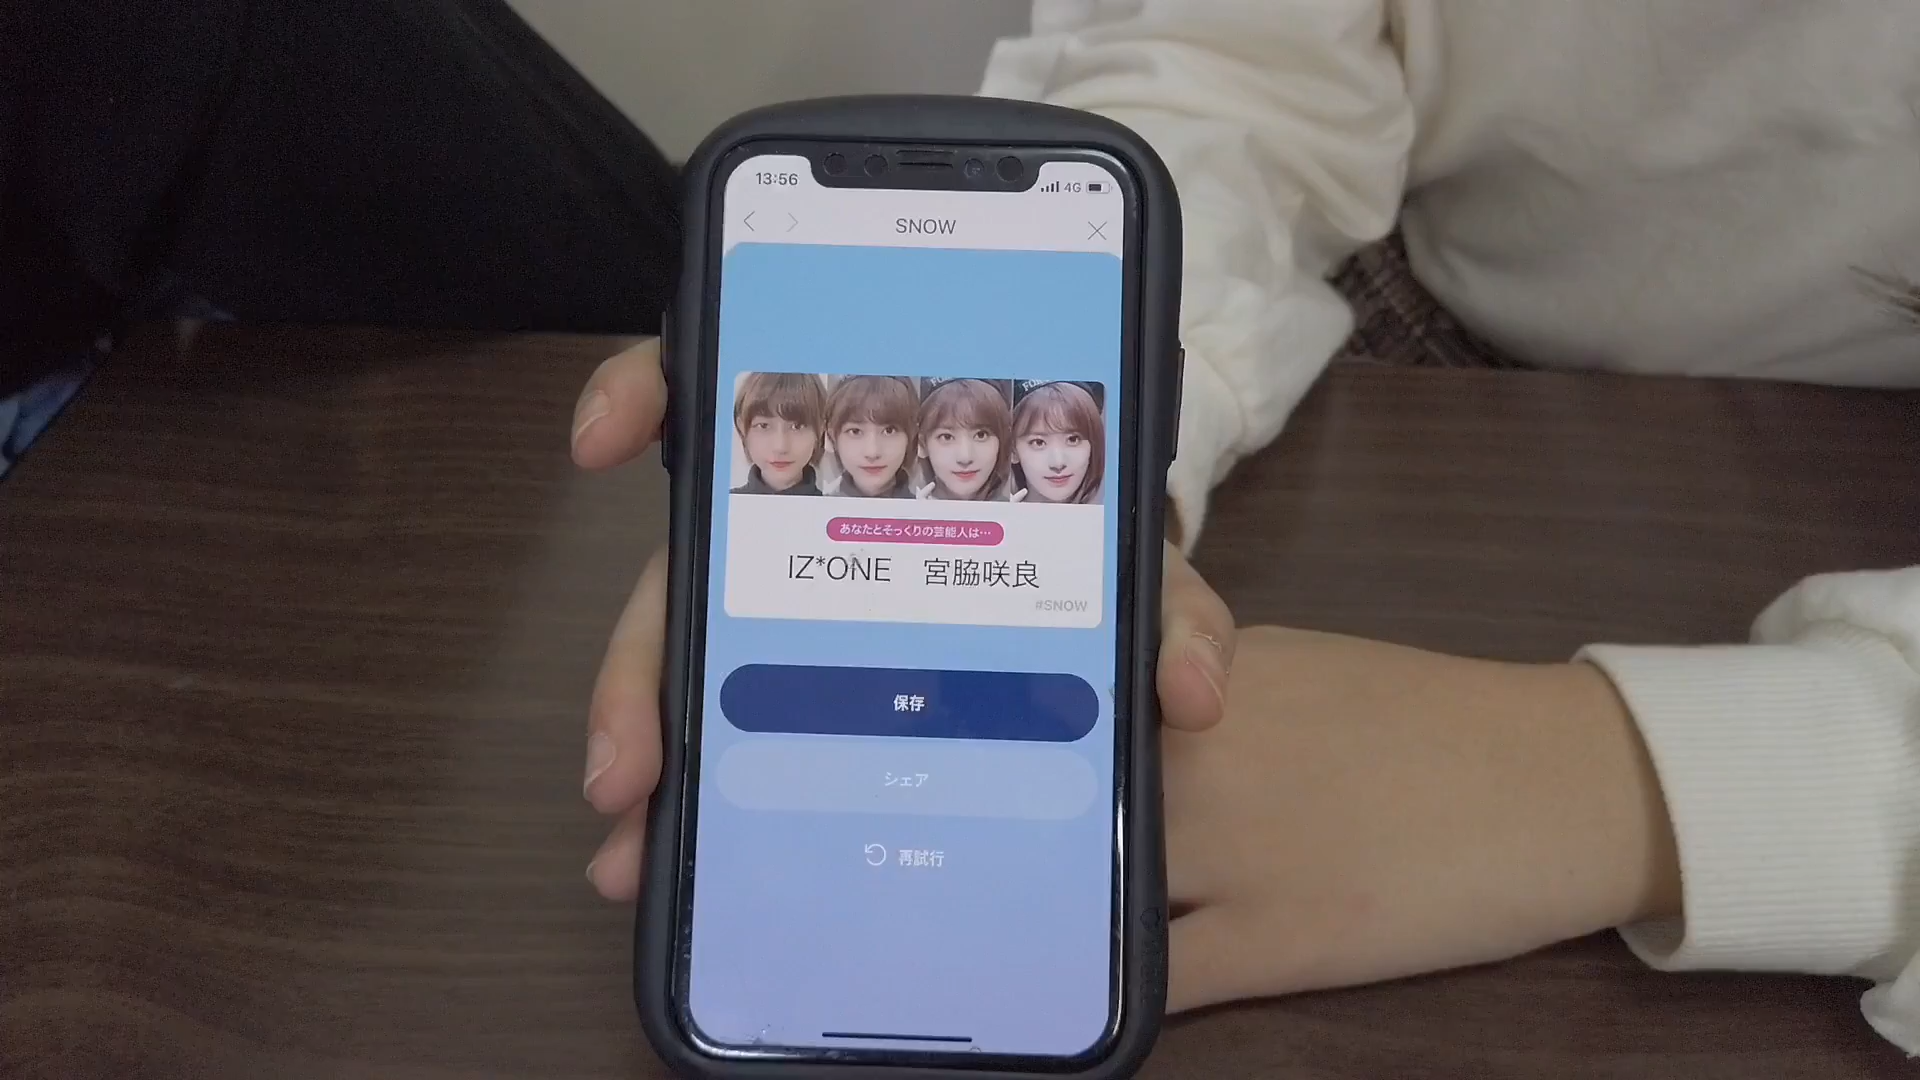 13:56
4G
SNOW
あなたとそっくりの芸能人は…
IZ*ONE 宮脇咲良
#SNOW
保存
シェア
再試行